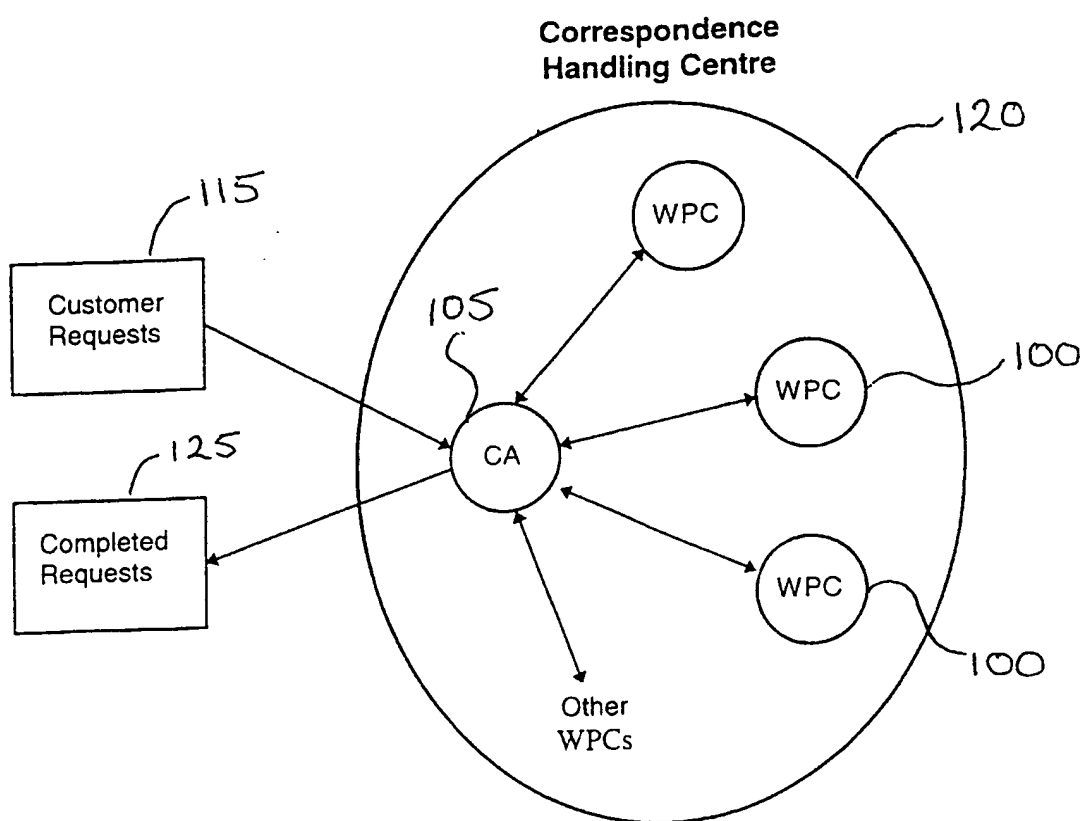 Correspondence
Handling Centre
120
115
WPC
Customer
Requests
105
100
WPC
125
CA
Completed
Requests
WPC
100
Other
WPCs